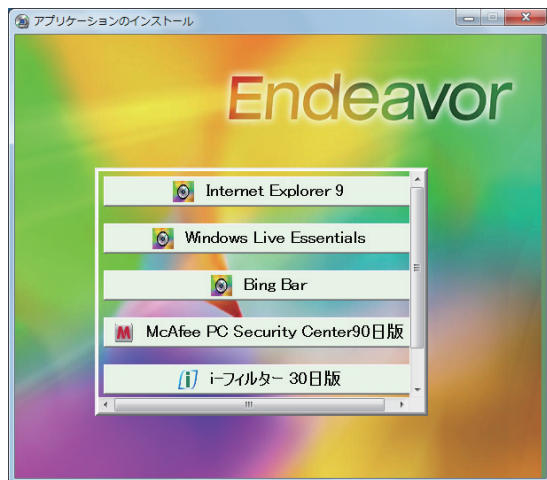 アプリケーションのインストール
Endeavor
Internet Explorer 9
Windows Live Essentials
Bing Bar
McAfee PC Security Center90日版
i-フィルター 30日版